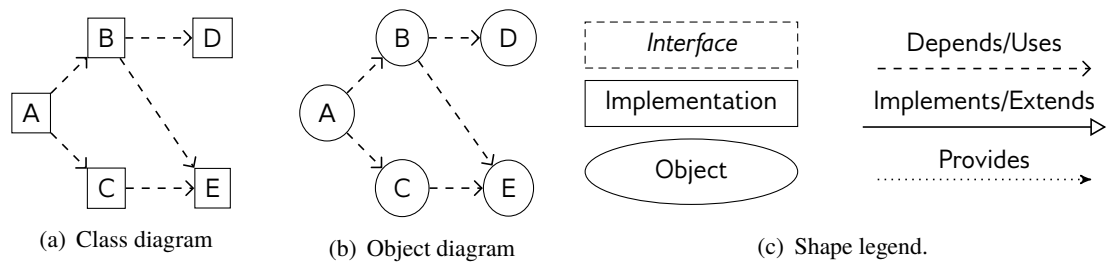 B
D
A
C
E
(a) Class diagram
B
D
A
C
E
(b) Object diagram
Interface
Implementation
Object
Depends/Uses
Implements/Extends
Provides
(c) Shape legend.